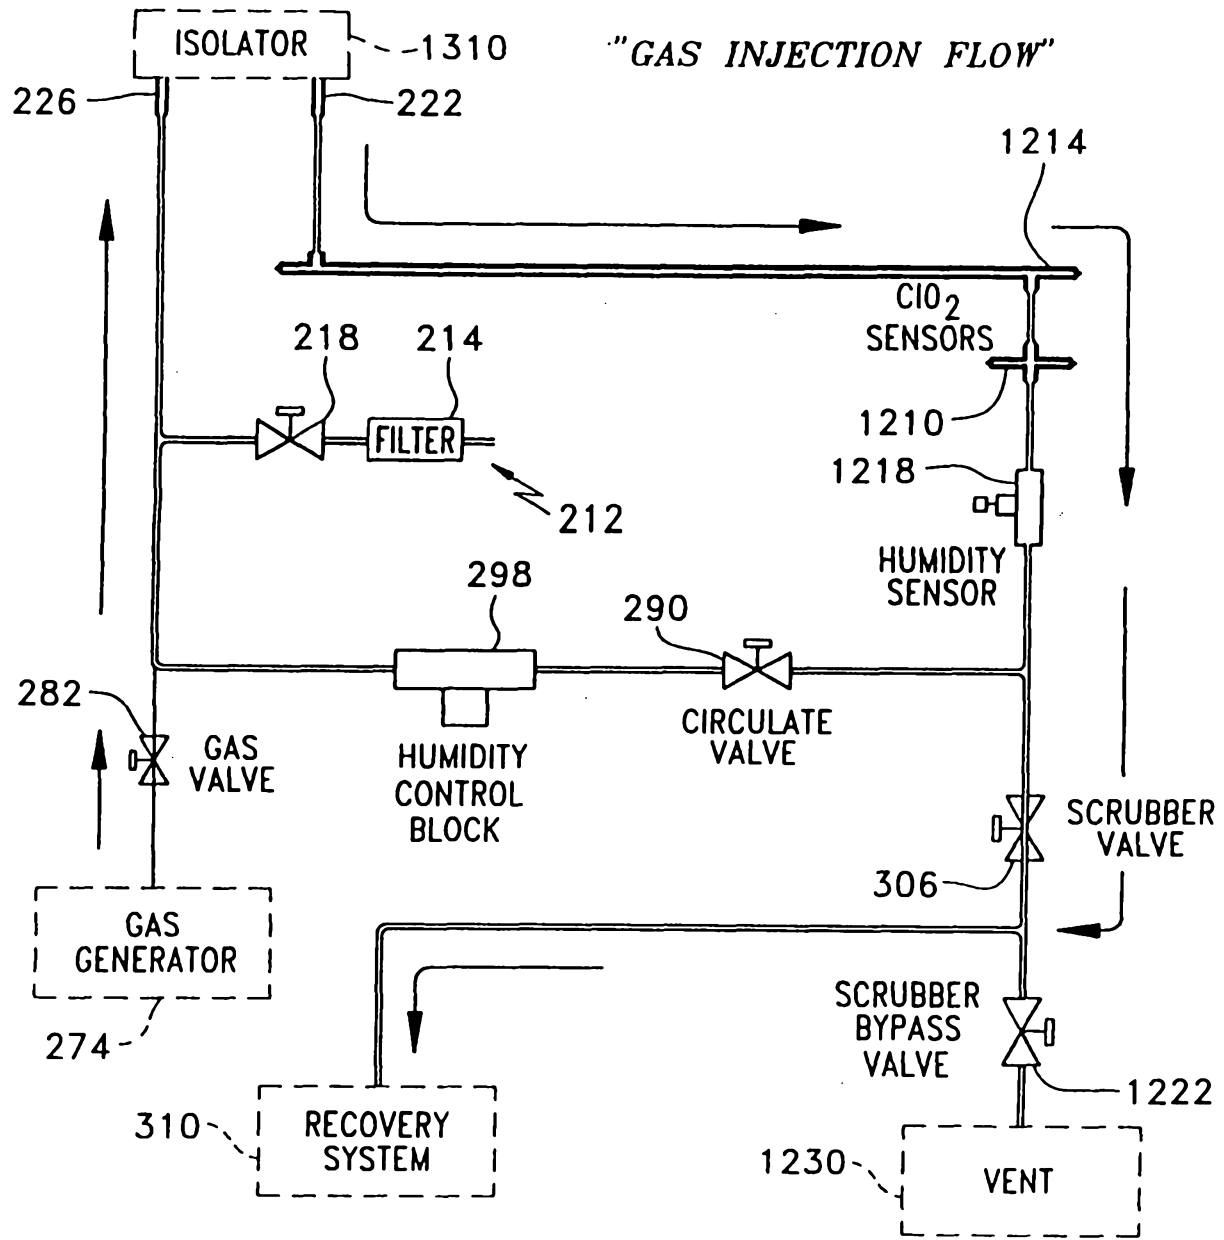 ISOLATOR
1310
"GAS INJECTION FLOW"
226
222
1214
ClO2
SENSORS
218
214
FILTER
1210
1218
212
HUMIDITY
SENSOR
298
290
282
GAS
VALVE
CIRCULATE
VALVE
HUMIDITY
CONTROL
BLOCK
SCRUBBER
VALVE
306
GAS
GENERATOR
274
SCRUBBER
BYPASS
VALVE
1222
310
RECOVERY
SYSTEM
1230
VENT